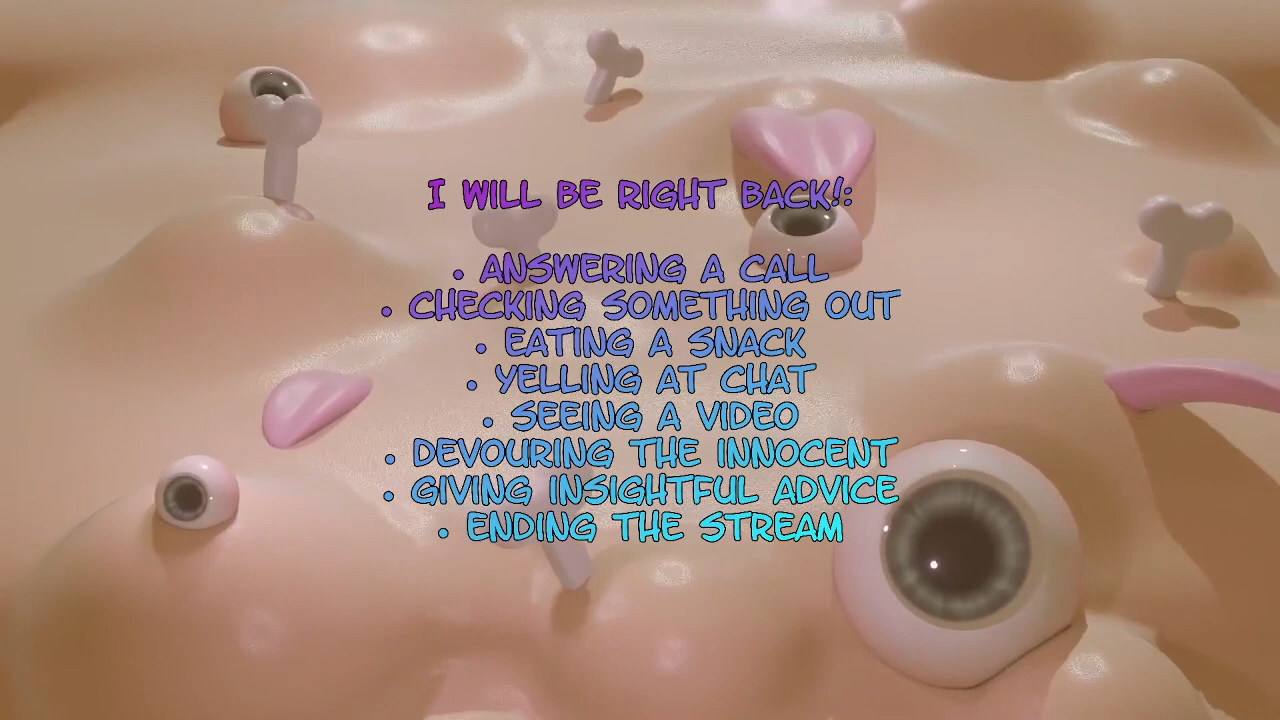 I WILL BE RIGHT BACK!:
• ANSWERING A CALL
• CHECKING SOMETHING OUT
• EATING A SNACK
• YELLING AT CHAT
• SEEING A VIDEO
• DEVOURING THE INNOCENT
• GIVING INSIGHTFUL ADVICE
• ENDING THE STREAM